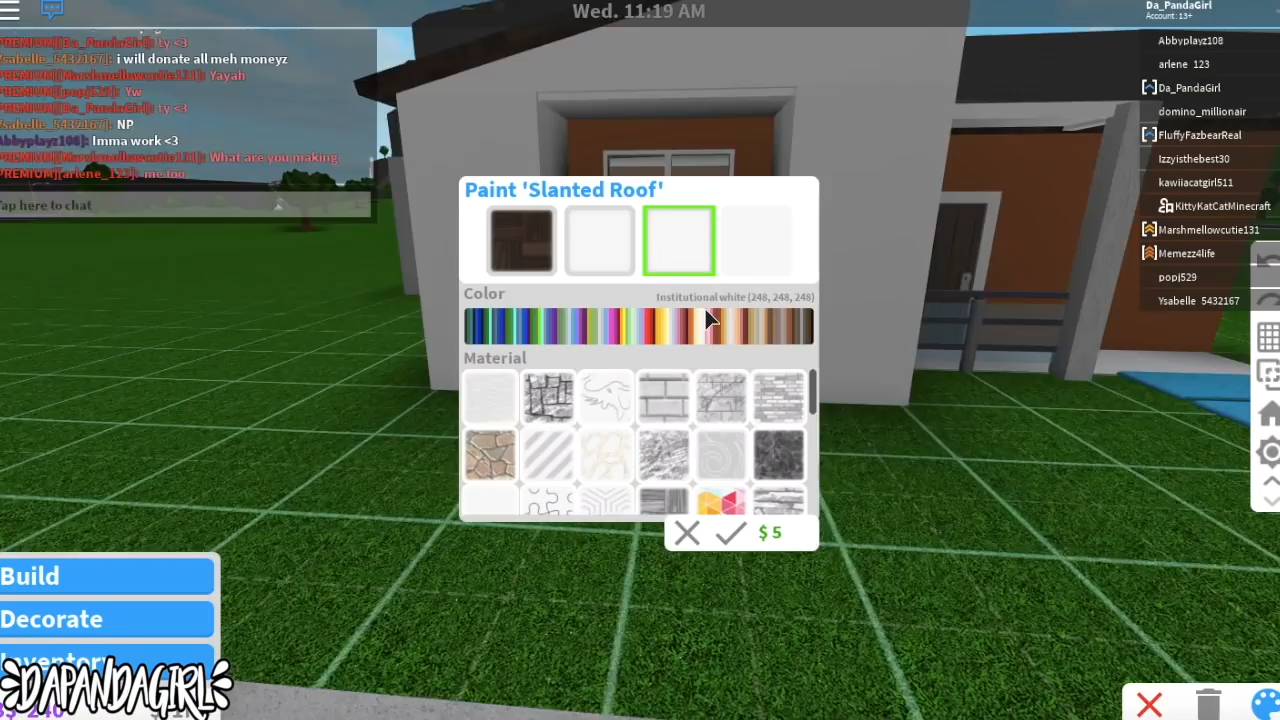 Wed. 11:19 AM
Da_PandaGirl
Account: 13+
PREMIUM][Da_PandaGirl]: ty <3
Ysabelle_5432167]: i will donate all meh moneyz
PREMIUM][Marshmellowcutie131]: Yayah
PREMIUM][popj529]: Yw
PREMIUM][Da_PandaGirl]: ty <3
Ysabelle_5432167]: NP
Abbyplayz108]: Imma work <3
PREMIUM][Marshmellowcutie131]: What are you making
PREMIUM][arlene_123]: me too
Tap here to chat
Abbyplayz108
arlene_123
Da_PandaGirl
domino_millionair
FluffyFazbearReal
Izzyisthebest30
kawiiacatgirl511
KittyKatCatMinecraft
Marshmellowcutie131
Memezz4life
popj529
Ysabelle_5432167
Paint 'Slanted Roof'
Color
Institutional white (248, 248, 248)
Material
$ 5
Build
Decorate
Inventory
DAPANDAGIRL